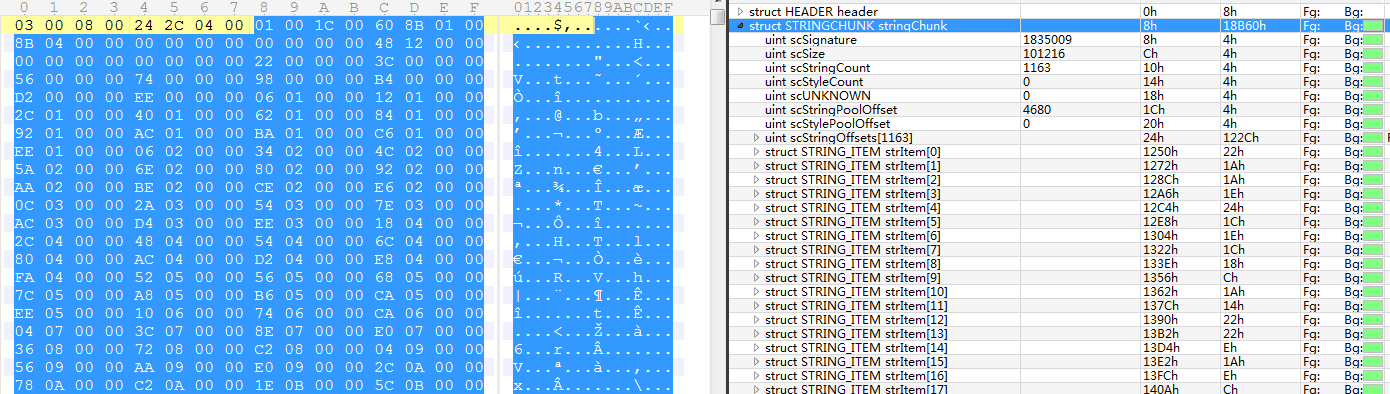 0 1 2 3 4 5 6 7 8 9 A B C D E F
03 00 08 00 24 2C 04 00 01 00 1C 00 60 8B 01 00
8B 04 00 00 00 00 00 00 00 00 00 00 48 12 00 00
00 00 00 00 00 00 00 00 22 00 00 00 3C 00 00 00
56 00 00 00 74 00 00 00 98 00 00 00 B4 00 00 00
D2 00 00 00 EE 00 00 00 06 01 00 00 12 01 00 00
2C 01 00 00 40 01 00 00 62 01 00 00 84 01 00 00
92 01 00 00 AC 01 00 00 BA 01 00 00 C6 01 00 00
EE 01 00 00 06 02 00 00 34 02 00 00 4C 02 00 00
5A 02 00 00 6E 02 00 00 80 02 00 00 92 02 00 00
AA 02 00 00 BE 02 00 00 CE 02 00 00 E6 02 00 00
0C 03 00 00 2A 03 00 00 54 03 00 00 7E 03 00 00
AC 03 00 00 D4 03 00 00 EE 03 00 00 18 04 00 00
2C 04 00 00 48 04 00 00 54 04 00 00 6C 04 00 00
80 04 00 00 AC 04 00 00 D2 04 00 00 E8 04 00 00
FA 04 00 00 52 05 00 00 56 05 00 00 68 05 00 00
7C 05 00 00 A8 05 00 00 B6 05 00 00 CA 05 00 00
EE 05 00 00 10 06 00 00 74 06 00 00 CA 06 00 00
04 07 00 00 3C 07 00 00 8E 07 00 00 E0 07 00 00
36 08 00 00 72 08 00 00 C2 08 00 00 04 09 00 00
56 09 00 00 AA 09 00 00 E0 09 00 00 2C 0A 00 00
78 0A 00 00 C2 0A 00 00 1E 0B 00 00 5C 0B 00 00
0123456789ABCDEF
....$,......`‹..
‹...........H...
........"...<...
V...t...˜...´...
Ò...î...........
,...@...b...„...
’...¬...º...Æ...
î.......4...L...
Z...n...€...’...
ª...¾...Î...æ...
....*...T...~...
¬...Ô...î.......
,...H...T...l...
€...¬...Ò...è...
ú...R...V...h...
|...¨...¶...Ê...
î.......t...Ê...
....<...Ž...à...
6...r...Â.......
V...ª...à...,...
x...Â.......\...
struct HEADER header 0h 8h Fg: Bg:
struct STRINGCHUNK stringChunk 8h 18B60h Fg: Bg:
uint scSignature 1835009 8h 4h Fg: Bg:
uint scSize 101216 Ch 4h Fg: Bg:
uint scStringCount 1163 10h 4h Fg: Bg:
uint scStyleCount 0 14h 4h Fg: Bg:
uint scUNKNOWN 0 18h 4h Fg: Bg:
uint scStringPoolOffset 4680 1Ch 4h Fg: Bg:
uint scStylePoolOffset 0 20h 4h Fg: Bg:
uint scStringOffsets[1163] 24h 122Ch Fg: Bg:
struct STRING_ITEM strItem[0] 1250h 22h Fg: Bg:
struct STRING_ITEM strItem[1] 1272h 1Ah Fg: Bg:
struct STRING_ITEM strItem[2] 128Ch 1Ah Fg: Bg:
struct STRING_ITEM strItem[3] 12A6h 1Eh Fg: Bg:
struct STRING_ITEM strItem[4] 12C4h 24h Fg: Bg:
struct STRING_ITEM strItem[5] 12E8h 1Ch Fg: Bg:
struct STRING_ITEM strItem[6] 1304h 1Eh Fg: Bg:
struct STRING_ITEM strItem[7] 1322h 1Ch Fg: Bg:
struct STRING_ITEM strItem[8] 133Eh 18h Fg: Bg:
struct STRING_ITEM strItem[9] 1356h Ch Fg: Bg:
struct STRING_ITEM strItem[10] 1362h 1Ah Fg: Bg:
struct STRING_ITEM strItem[11] 137Ch 14h Fg: Bg:
struct STRING_ITEM strItem[12] 1390h 22h Fg: Bg:
struct STRING_ITEM strItem[13] 13B2h 22h Fg: Bg:
struct STRING_ITEM strItem[14] 13D4h Eh Fg: Bg:
struct STRING_ITEM strItem[15] 13E2h 1Ah Fg: Bg:
struct STRING_ITEM strItem[16] 13FCh Eh Fg: Bg:
struct STRING_ITEM strItem[17] 140Ah Ch Fg: Bg: